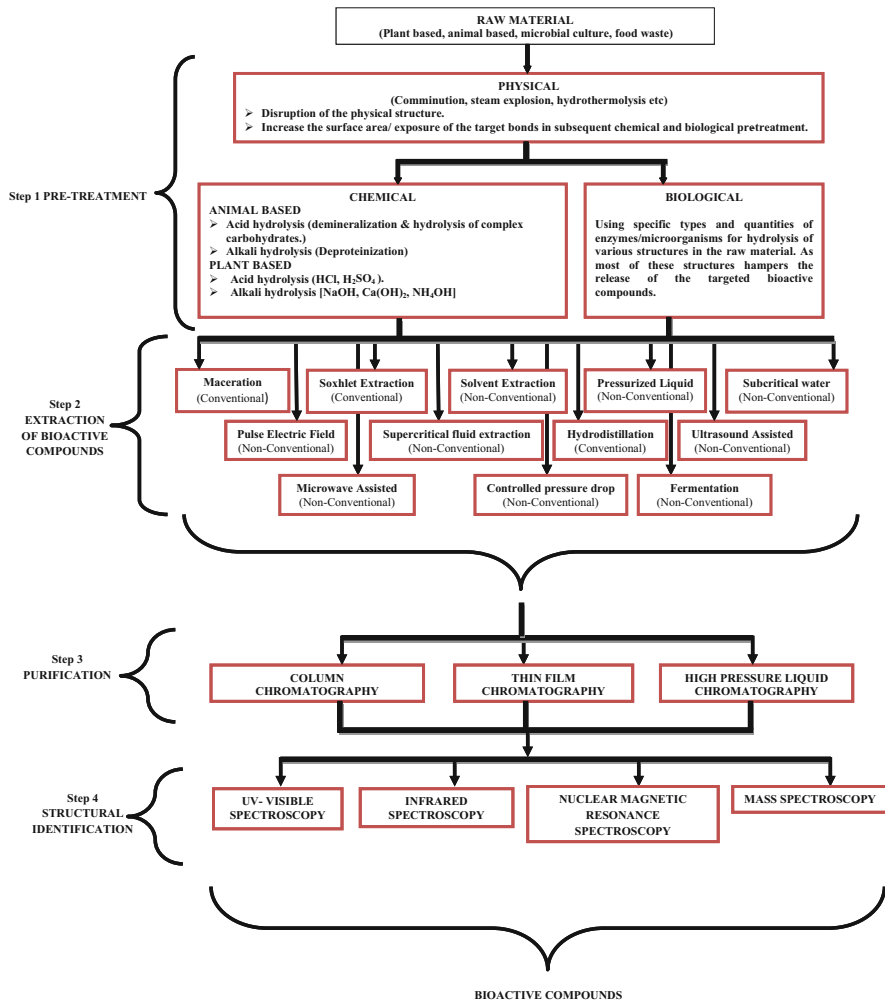 RAW MATERIAL
(Plant based, animal based, microbial culture, food waste)
PHYSICAL
(Comminution, steam explosion, hydrothermolysis etc)
➢ Disruption of the physical structure.
➢ Increase the surface area/ exposure of the target bonds in subsequent chemical and biological pretreatment.
Step 1 PRE-TREATMENT
CHEMICAL
ANIMAL BASED
➢ Acid hydrolysis (demineralization & hydrolysis of complex
carbohydrates.)
➢ Alkali hydrolysis (Deproteinization)
PLANT BASED
➢ Acid hydrolysis (HCl, H₂SO₄ ).
➢ Alkali hydrolysis [NaOH, Ca(OH)₂, NH₄OH]
BIOLOGICAL
Using specific types and quantities of
enzymes/microorganisms for hydrolysis of
various structures in the raw material. As
most of these structures hampers the
release of the targeted bioactive
compounds.
Step 2
EXTRACTION
OF BIOACTIVE
COMPOUNDS
Maceration
(Conventional)
Soxhlet Extraction
(Conventional)
Solvent Extraction
(Non-Conventional)
Pressurized Liquid
(Non-Conventional)
Subcritical water
(Non-Conventional)
Pulse Electric Field
(Non-Conventional)
Supercritical fluid extraction
(Non-Conventional)
Hydrodistillation
(Conventional)
Ultrasound Assisted
(Non-Conventional)
Microwave Assisted
(Non-Conventional)
Controlled pressure drop
(Non-Conventional)
Fermentation
(Non-Conventional)
Step 3
PURIFICATION
COLUMN
CHROMATOGRAPHY
THIN FILM
CHROMATOGRAPHY
HIGH PRESSURE LIQUID
CHROMATOGRAPHY
Step 4
STRUCTURAL
IDENTIFICATION
UV- VISIBLE
SPECTROSCOPY
INFRARED
SPECTROSCOPY
NUCLEAR MAGNETIC
RESONANCE
SPECTROSCOPY
MASS SPECTROSCOPY
BIOACTIVE COMPOUNDS